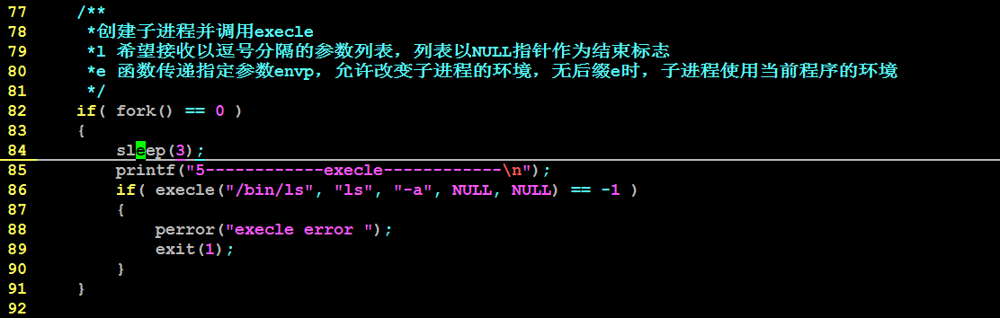 77     /**
78      *创建子进程并调用execle
79      *l 希望接收以逗号分隔的参数列表，列表以NULL指针作为结束标志
80      *e 函数传递指定参数envp，允许改变子进程的环境，无后缀e时，子进程使用当前程序的环境
81      */
82     if( fork() == 0 )
83     {
84         sleep(3);
85         printf("5------------execle------------\n");
86         if( execle("/bin/ls", "ls", "-a", NULL, NULL) == -1 )
87         {
88             perror("execle error ");
89             exit(1);
90         }
91     }
92